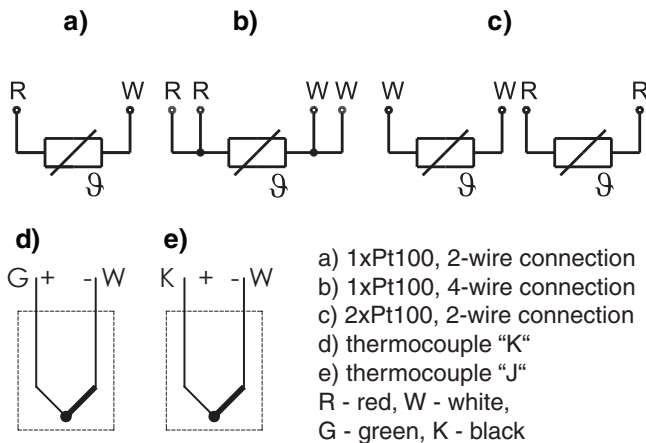 a) b) c)
R W R R W W W W R R
ϑ ϑ ϑ ϑ
d) e)
G + - W K + - W
a) 1xPt100, 2-wire connection
b) 1xPt100, 4-wire connection
c) 2xPt100, 2-wire connection
d) thermocouple “K“
e) thermocouple “J“
R - red, W - white,
G - green, K - black